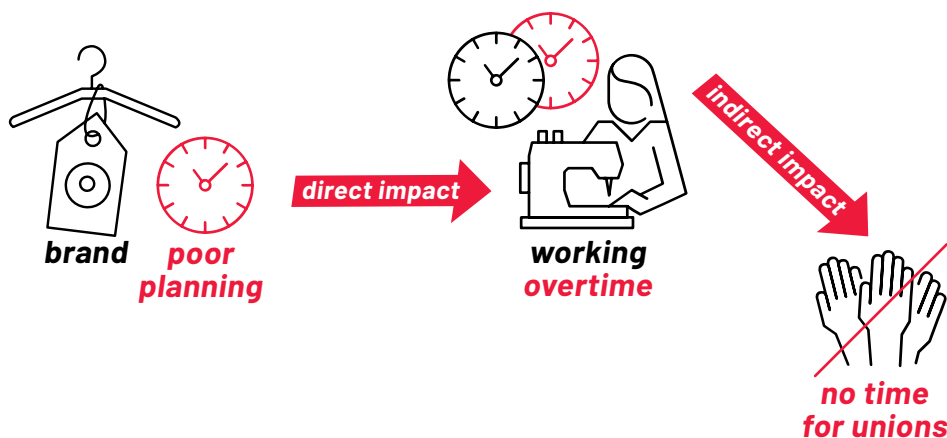 brand
poor
planning
direct impact
working
overtime
indirect impact
no time
for unions